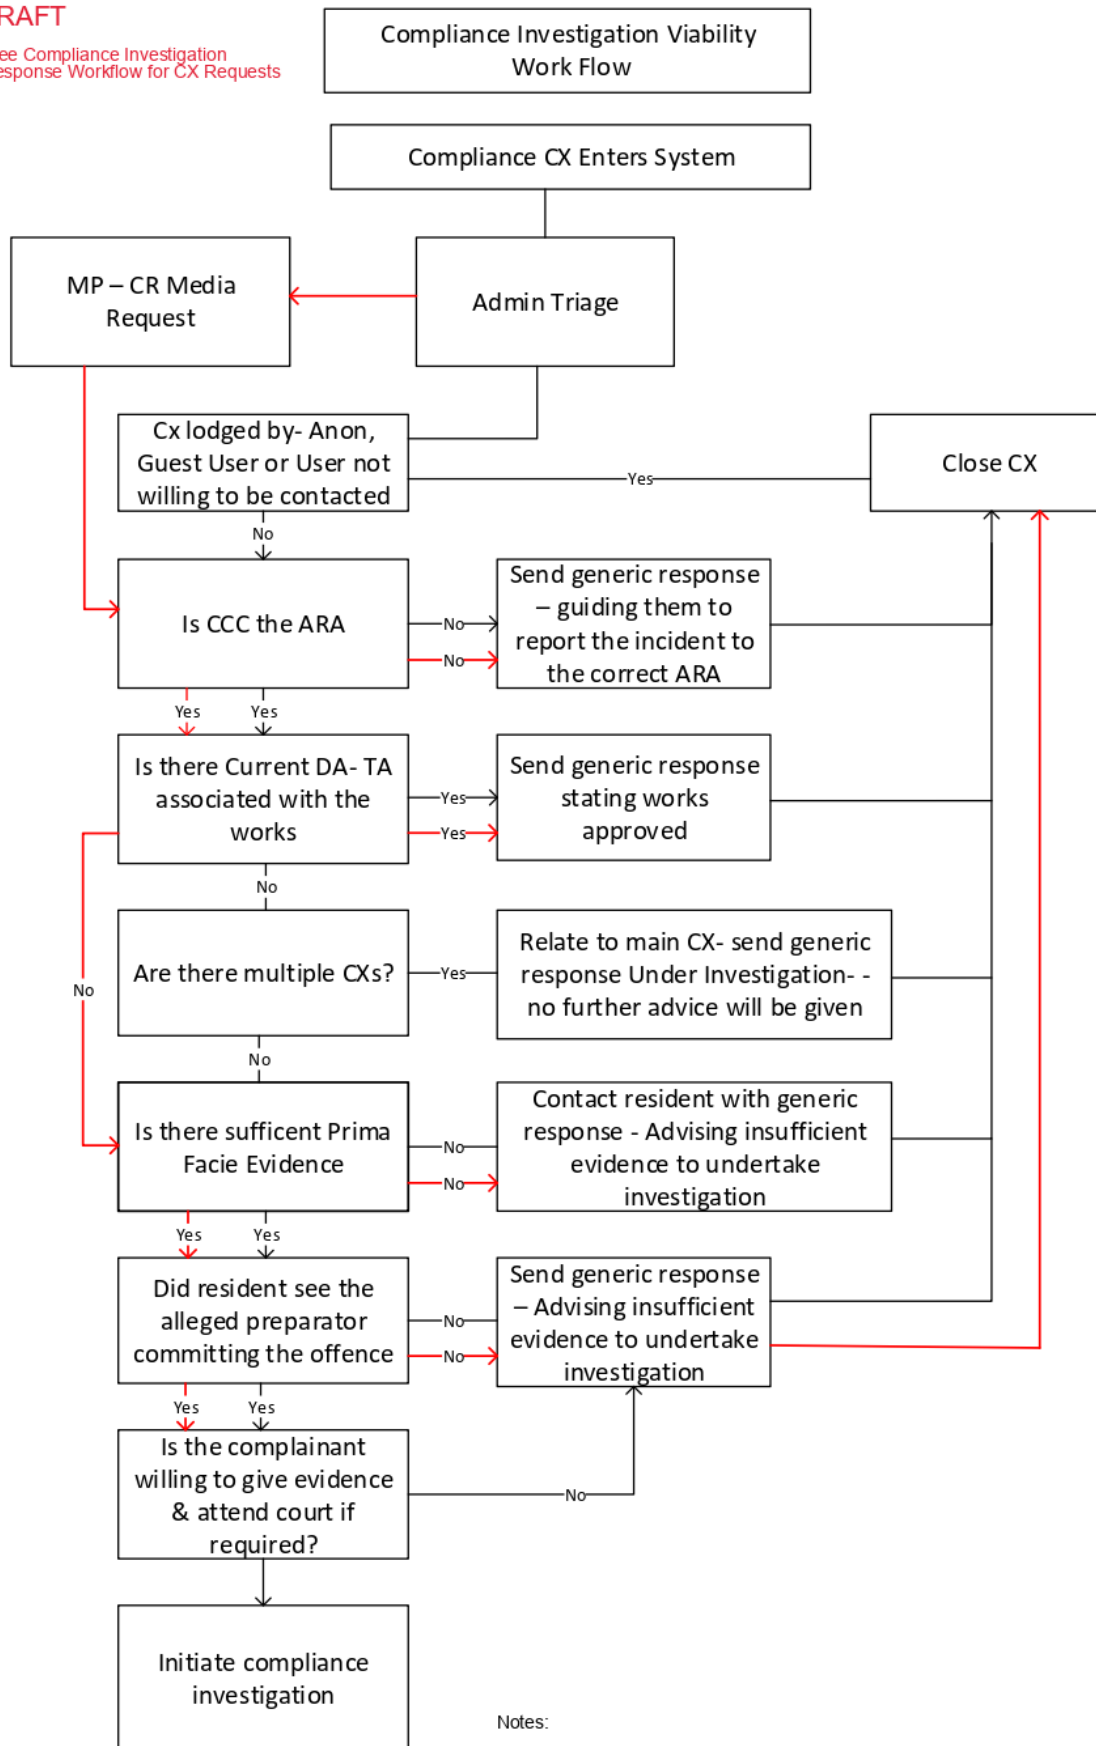 RAFT
ee Compliance Investigation
esponse Workflow for CX Requests
Compliance Investigation Viability
Work Flow
Compliance CX Enters System
MP – CR Media
Request
Admin Triage
Cx lodged by- Anon,
Guest User or User not
willing to be contacted
Yes
Close CX
No
Is CCC the ARA
No
No
Send generic response
– guiding them to
report the incident to
the correct ARA
Yes
Yes
Is there Current DA- TA
associated with the
works
Yes
Yes
Send generic response
stating works
approved
No
No
Are there multiple CXs?
Yes
Relate to main CX- send generic
response Under Investigation- -
no further advice will be given
No
Is there sufficent Prima
Facie Evidence
No
No
Contact resident with generic
response - Advising insufficient
evidence to undertake
investigation
Yes
Yes
Did resident see the
alleged preparator
committing the offence
No
No
Send generic response
– Advising insufficient
evidence to undertake
investigation
Yes
Yes
Is the complainant
willing to give evidence
& attend court if
required?
No
Initiate compliance
investigation
Notes: